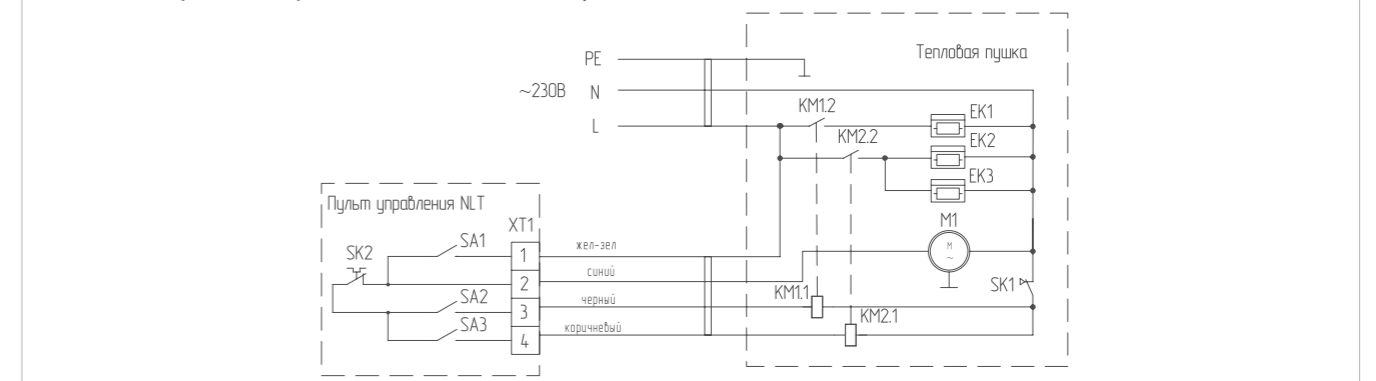 Тепловая пушка
PE
~230В N
L
KM1.2
KM2.2
EK1
EK2
EK3
M1
M
~
SK1
KM1.1
KM2.1
Пульт управления NLT
XT1
SK2
SA1
SA2
SA3
1
2
3
4
жел-зел
синий
черный
коричневый